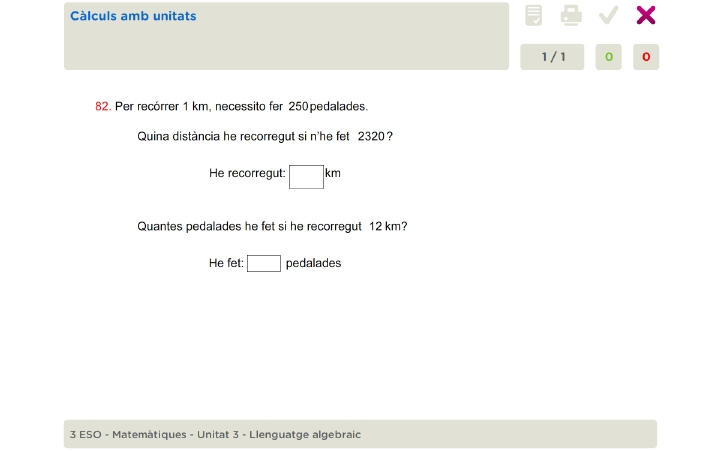 Càlculs amb unitats
1 / 1 0 0
82. Per recórrer 1 km, necessito fer 250 pedalades.
Quina distància he recorregut si n'he fet 2320?
He recorregut: km
Quantes pedalades he fet si he recorregut 12 km?
He fet: pedalades
3 ESO - Matemàtiques - Unitat 3 - Llenguatge algebraic